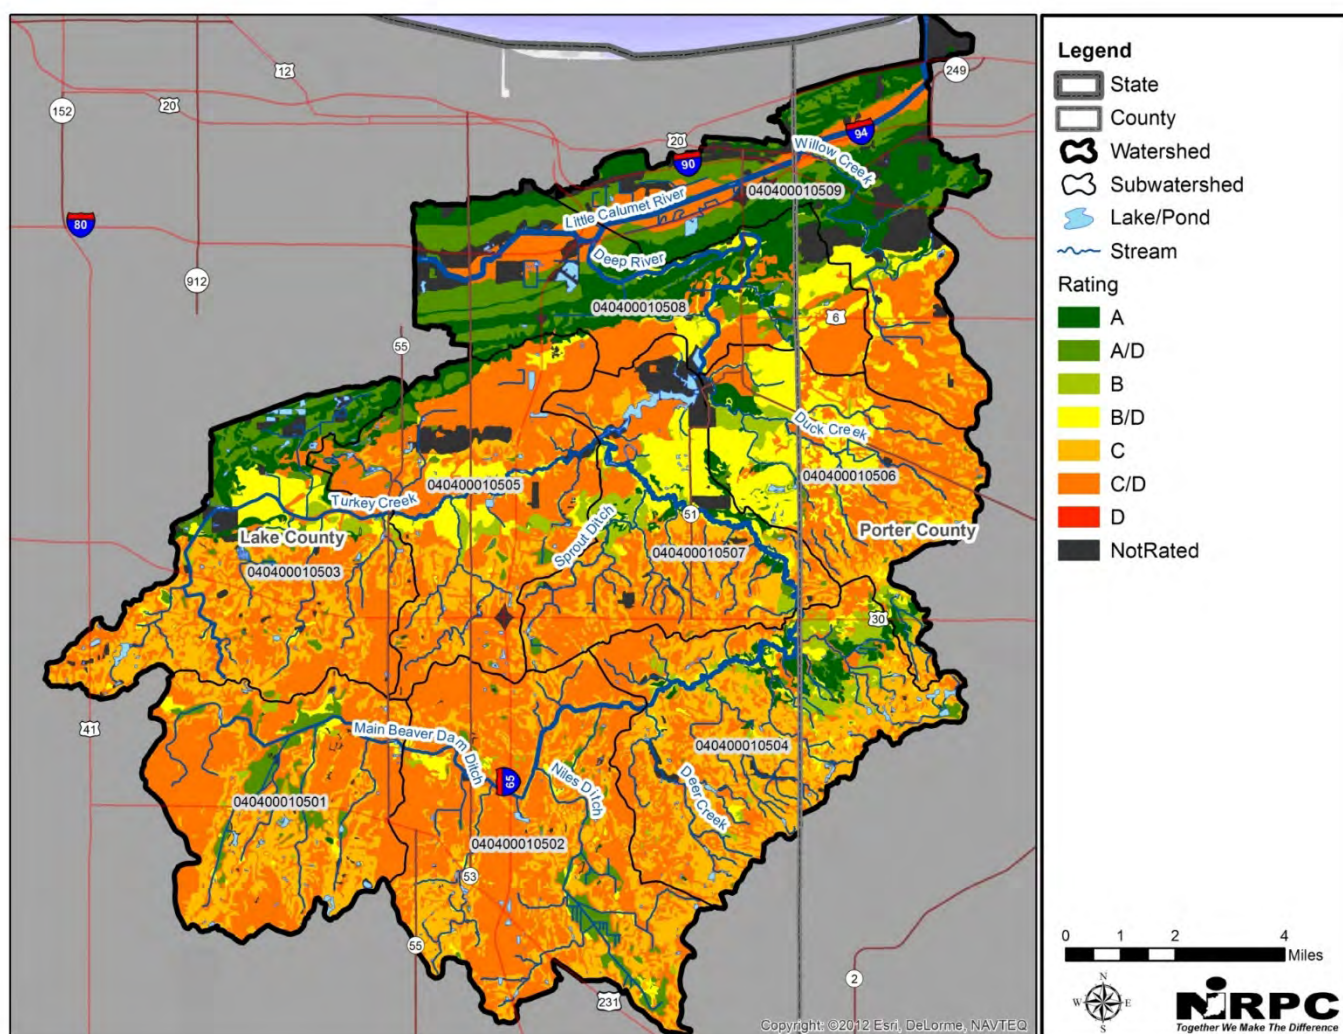 12
20
152
249
94
20
90
Willow Creek
80
Little Calumet River
040400010509
Deep River
912
040400010508
6
55
Duck Creek
040400010505
040400010506
Turkey Creek
51
Lake County
Sprout Ditch
Porter County
040400010507
040400010503
30
41
Main Beaver Dam Ditch
040400010504
65
Niles Ditch
Deer Creek
040400010501
040400010502
53
55
2
231
Copyright: ©2012 Esri, DeLorme, NAVTEQ
Legend
State
County
Watershed
Subwatershed
Lake/Pond
Stream
Rating
A
A/D
B
B/D
C
C/D
D
NotRated
0 1 2 4
Miles
N
W E
S
NIRPC
Together We Make The Difference